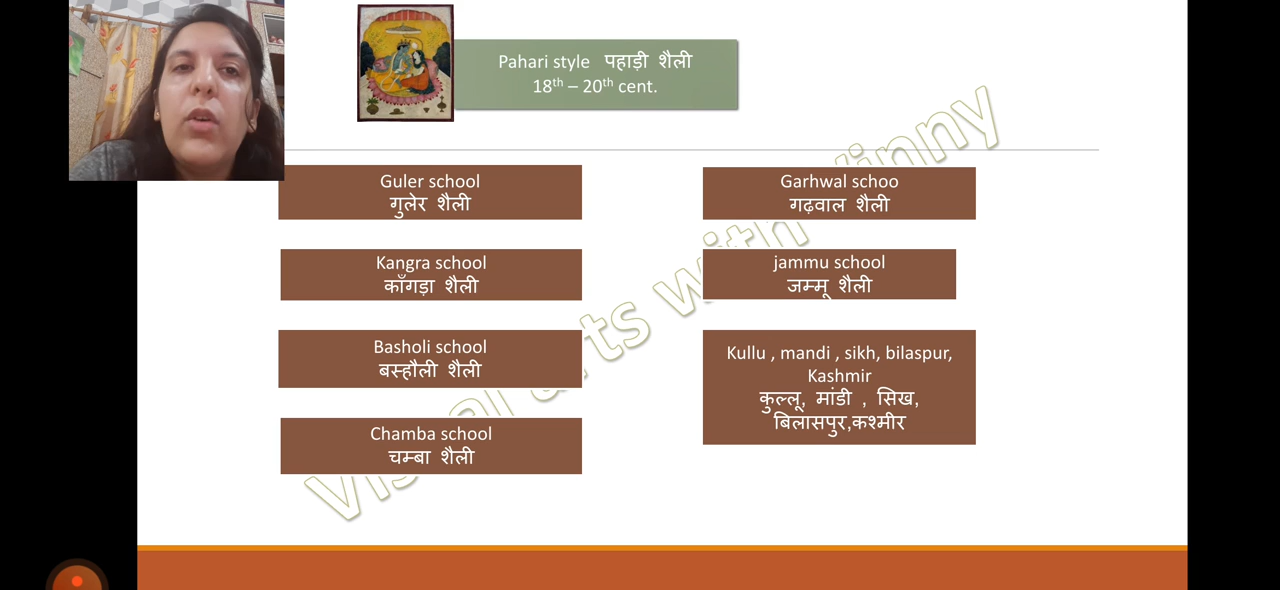 Pahari style पहाड़ी शैली
18th – 20th cent.
Guler school
गुलेर शैली
Kangra school
काँगड़ा शैली
Basholi school
बस्हौली शैली
Chamba school
चम्बा शैली
Garhwal schoo
गढ़वाल शैली
jammu school
जम्मू शैली
Kullu , mandi , sikh, bilaspur,
Kashmir
कुल्लू, मांडी , सिख,
बिलासपुर,कश्मीर